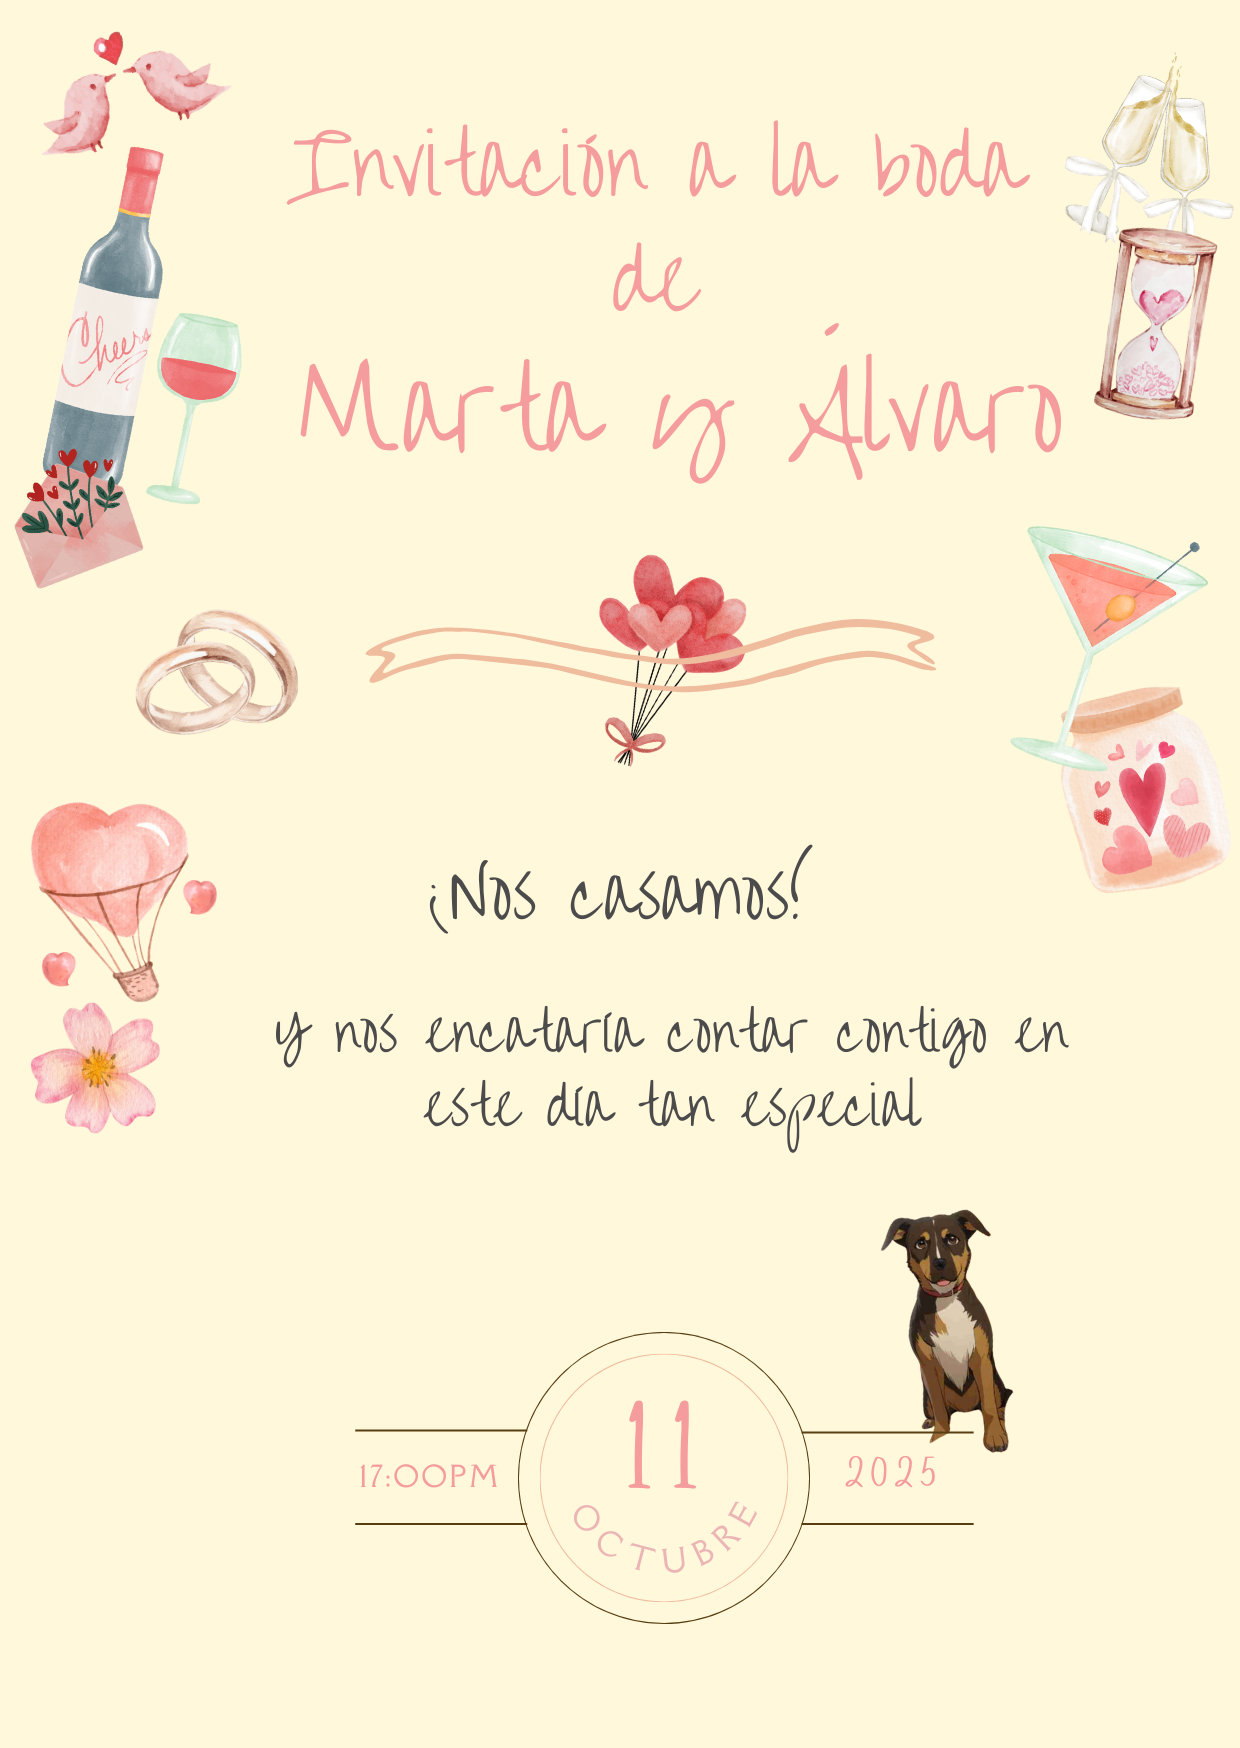 Invitación a la boda
de
Marta y Álvaro
Cheers
¡Nos casamos!
y nos encataría contar contigo en
este día tan especial
17:00PM
11
OCTUBRE
2025